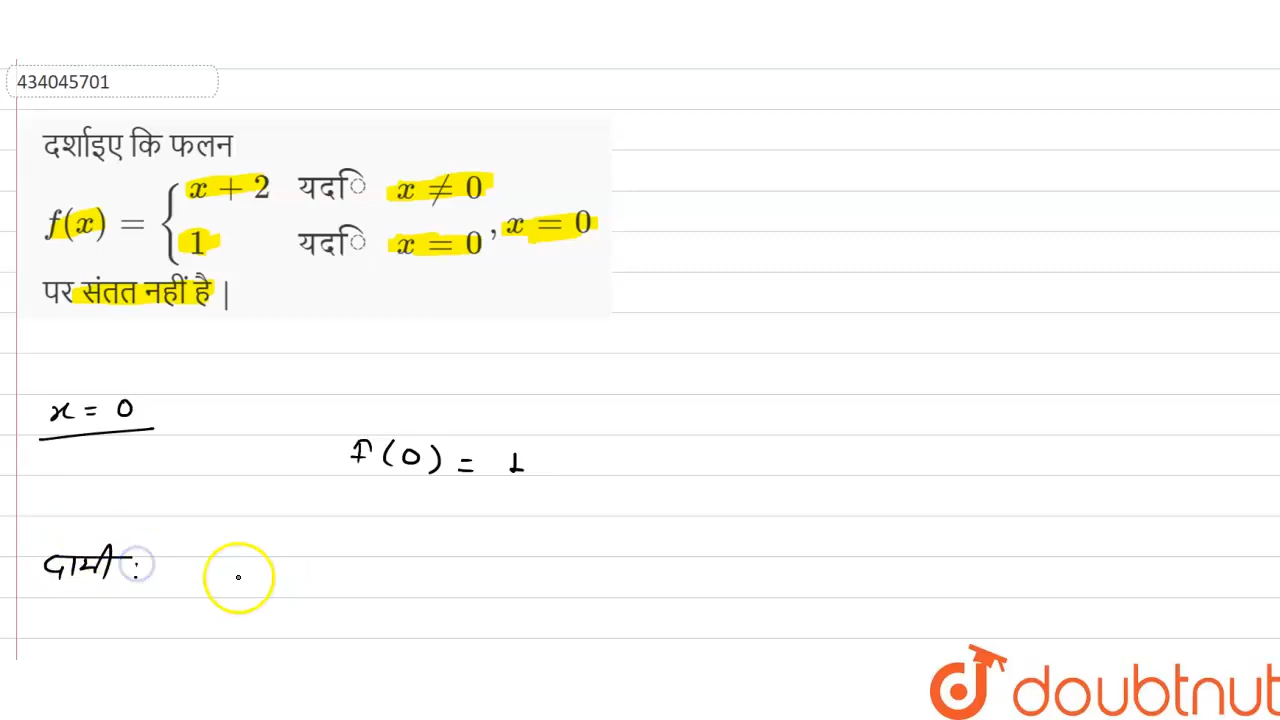 434045701
दर्शाइए कि फलन
f(x) = { x + 2 यदि x ≠ 0
1 यदि x = 0 , x = 0
पर संतत नहीं है |
x = 0
f(0) = 1
दायी :
doubtnut